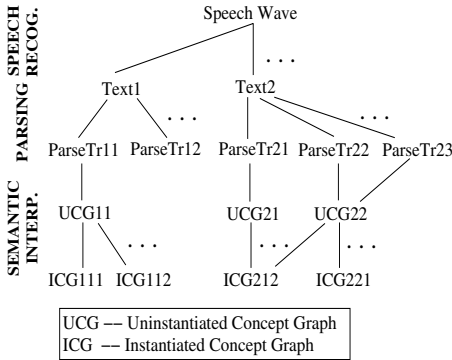 Speech Wave
SPEECH RECOG.
. . .
Text1 Text2
PARSING
. . . . . .
ParseTr11 ParseTr12 ParseTr21 ParseTr22 ParseTr23
SEMANTIC INTERP.
UCG11 UCG21 UCG22
. . . . . . . . .
ICG111 ICG112 ICG212 ICG221
UCG –– Uninstantiated Concept Graph
ICG –– Instantiated Concept Graph